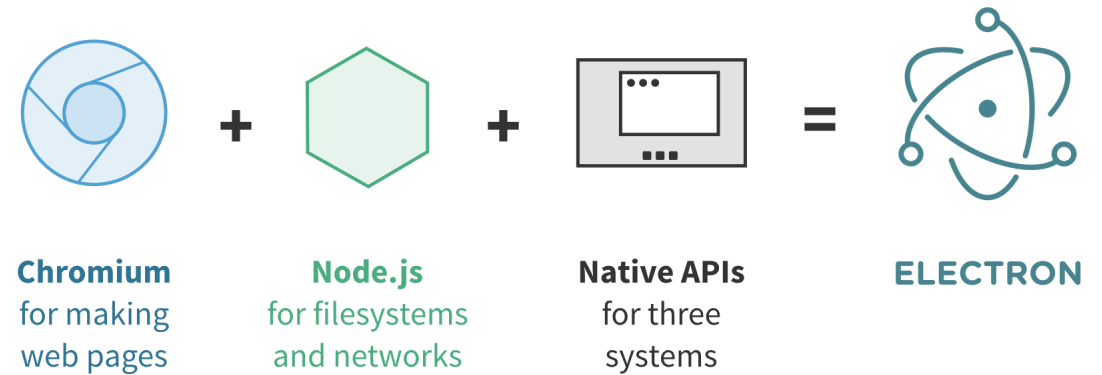 +
+
=
Chromium
for making
web pages
Node.js
for filesystems
and networks
Native APIs
for three
systems
ELECTRON